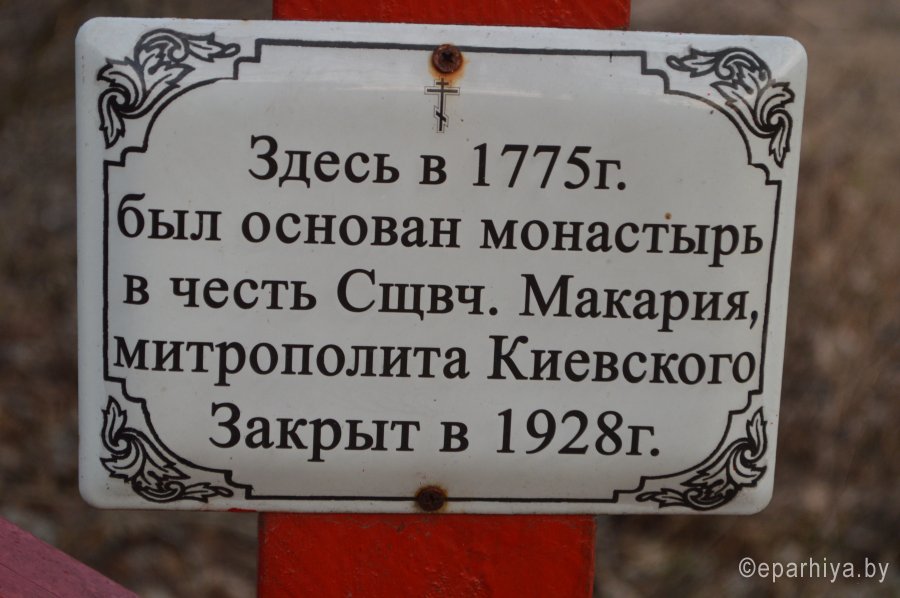 Здесь в 1775г.
был основан монастырь
в честь Сщвч. Макария,
митрополита Киевского
Закрыт в 1928г.
©eparhiya.by